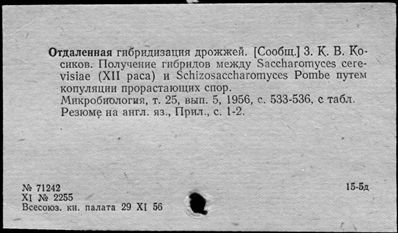 Отдаленная гибридизация дрожжей. [Сообщ.] 3. К. В. Ко-
сиков. Получение гибрилов между Saccharomyces cere-
visiae (XII раса) и Schizosaccharomyces Pombe путем
копуляции прорастающих спор.
Микробиология, т. 25, вып. 5, 1956, с. 533-536, с табл.
Резюме на англ. яз., Прил., с. 1-2.
№ 71242
15-5д
XI № 2255
Всесоюз. кн. палата 29 XI 56